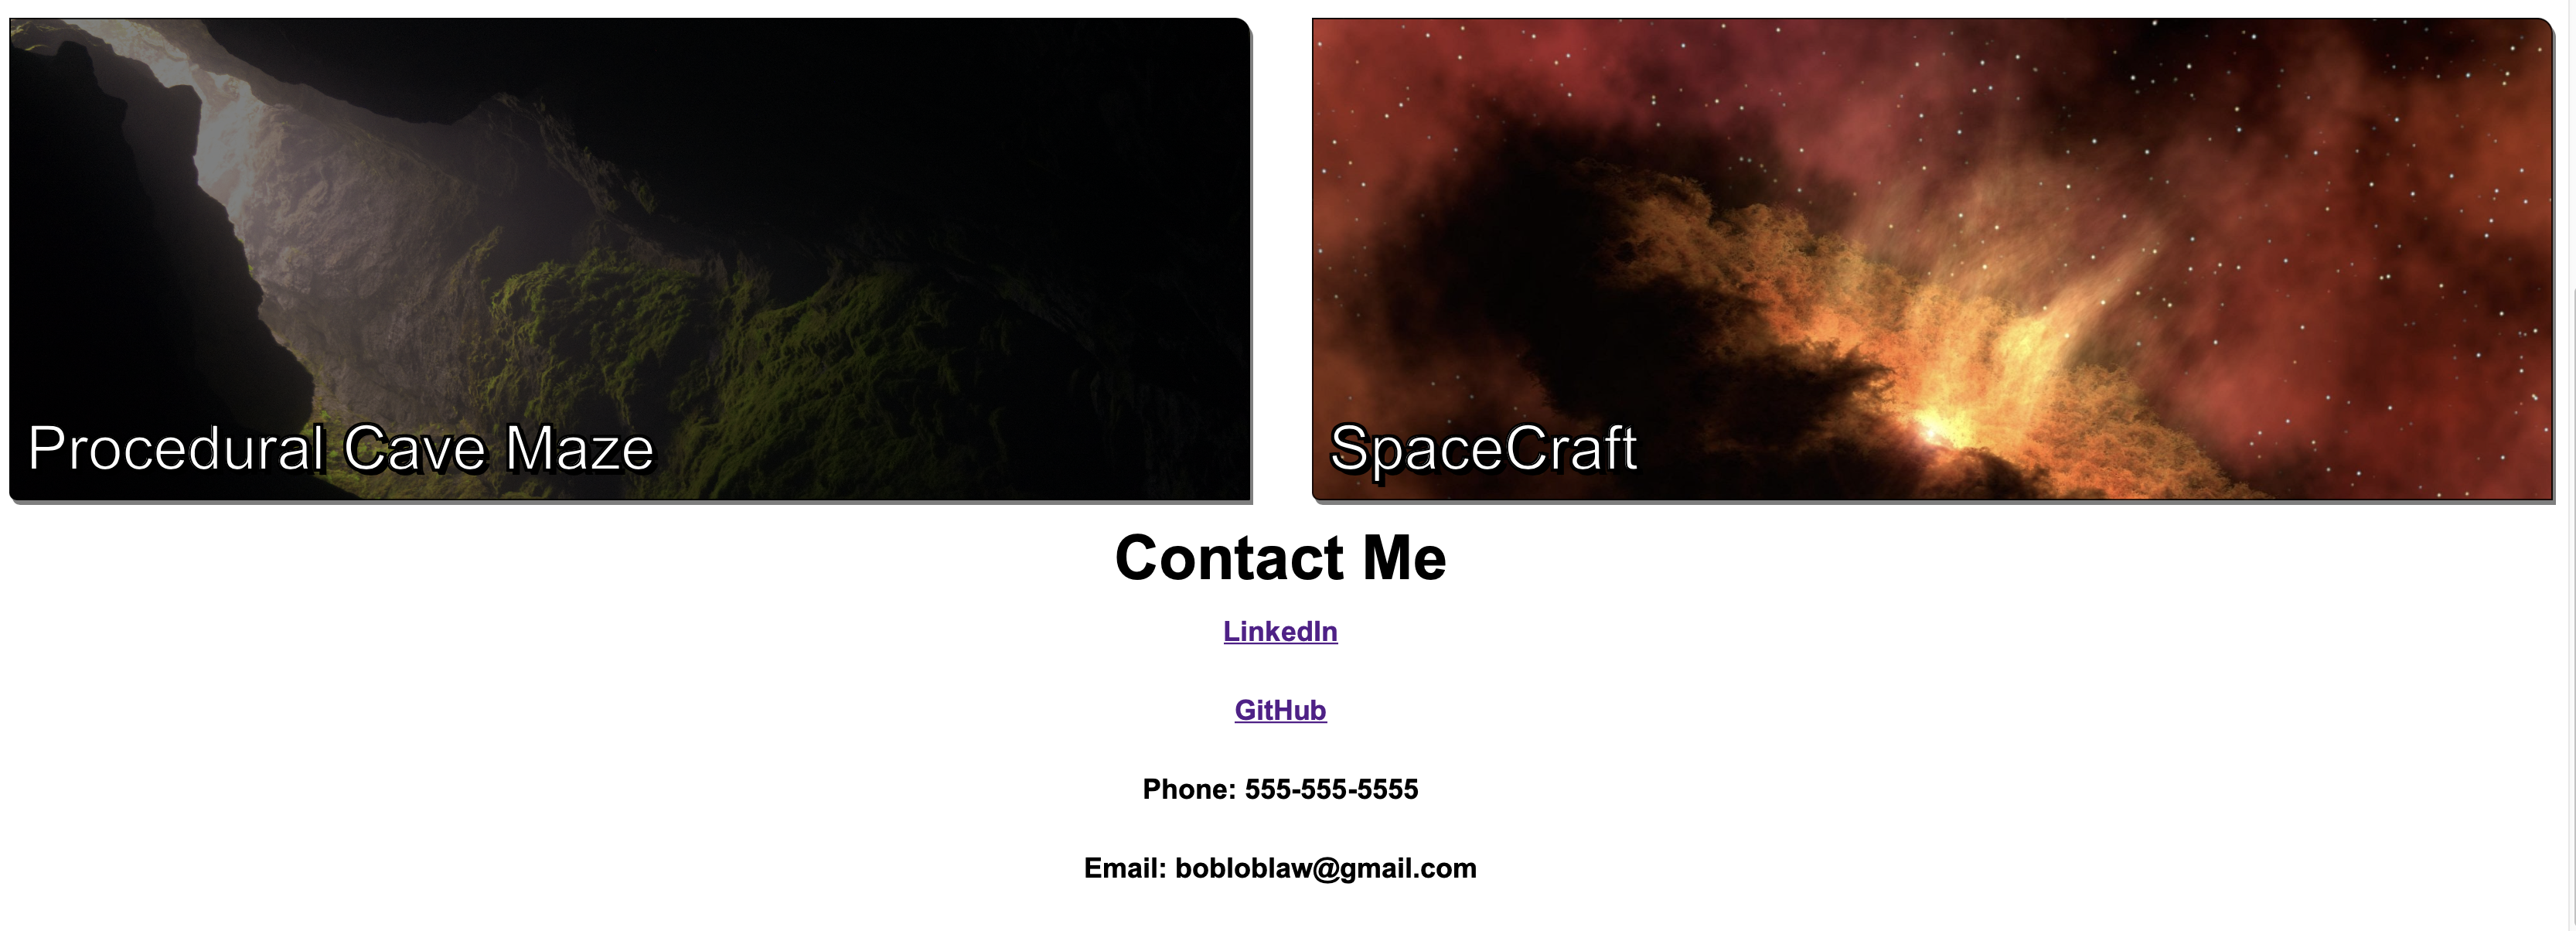 Procedural Cave Maze
SpaceCraft
Contact Me
LinkedIn
GitHub
Phone: 555-555-5555
Email: bobloblaw@gmail.com